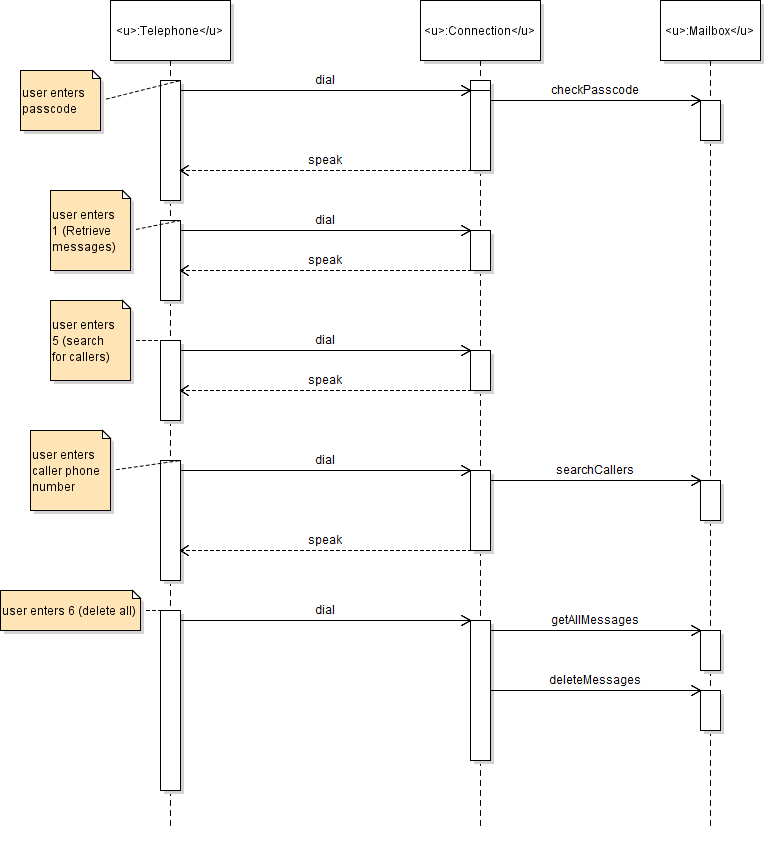 <u>:Telephone</u>
<u>:Connection</u>
<u>:Mailbox</u>
user enters
passcode
dial
checkPasscode
speak
user enters
1 (Retrieve
messages)
dial
speak
user enters
5 (search
for callers)
dial
speak
user enters
caller phone
number
dial
searchCallers
speak
user enters 6 (delete all)
dial
getAllMessages
deleteMessages